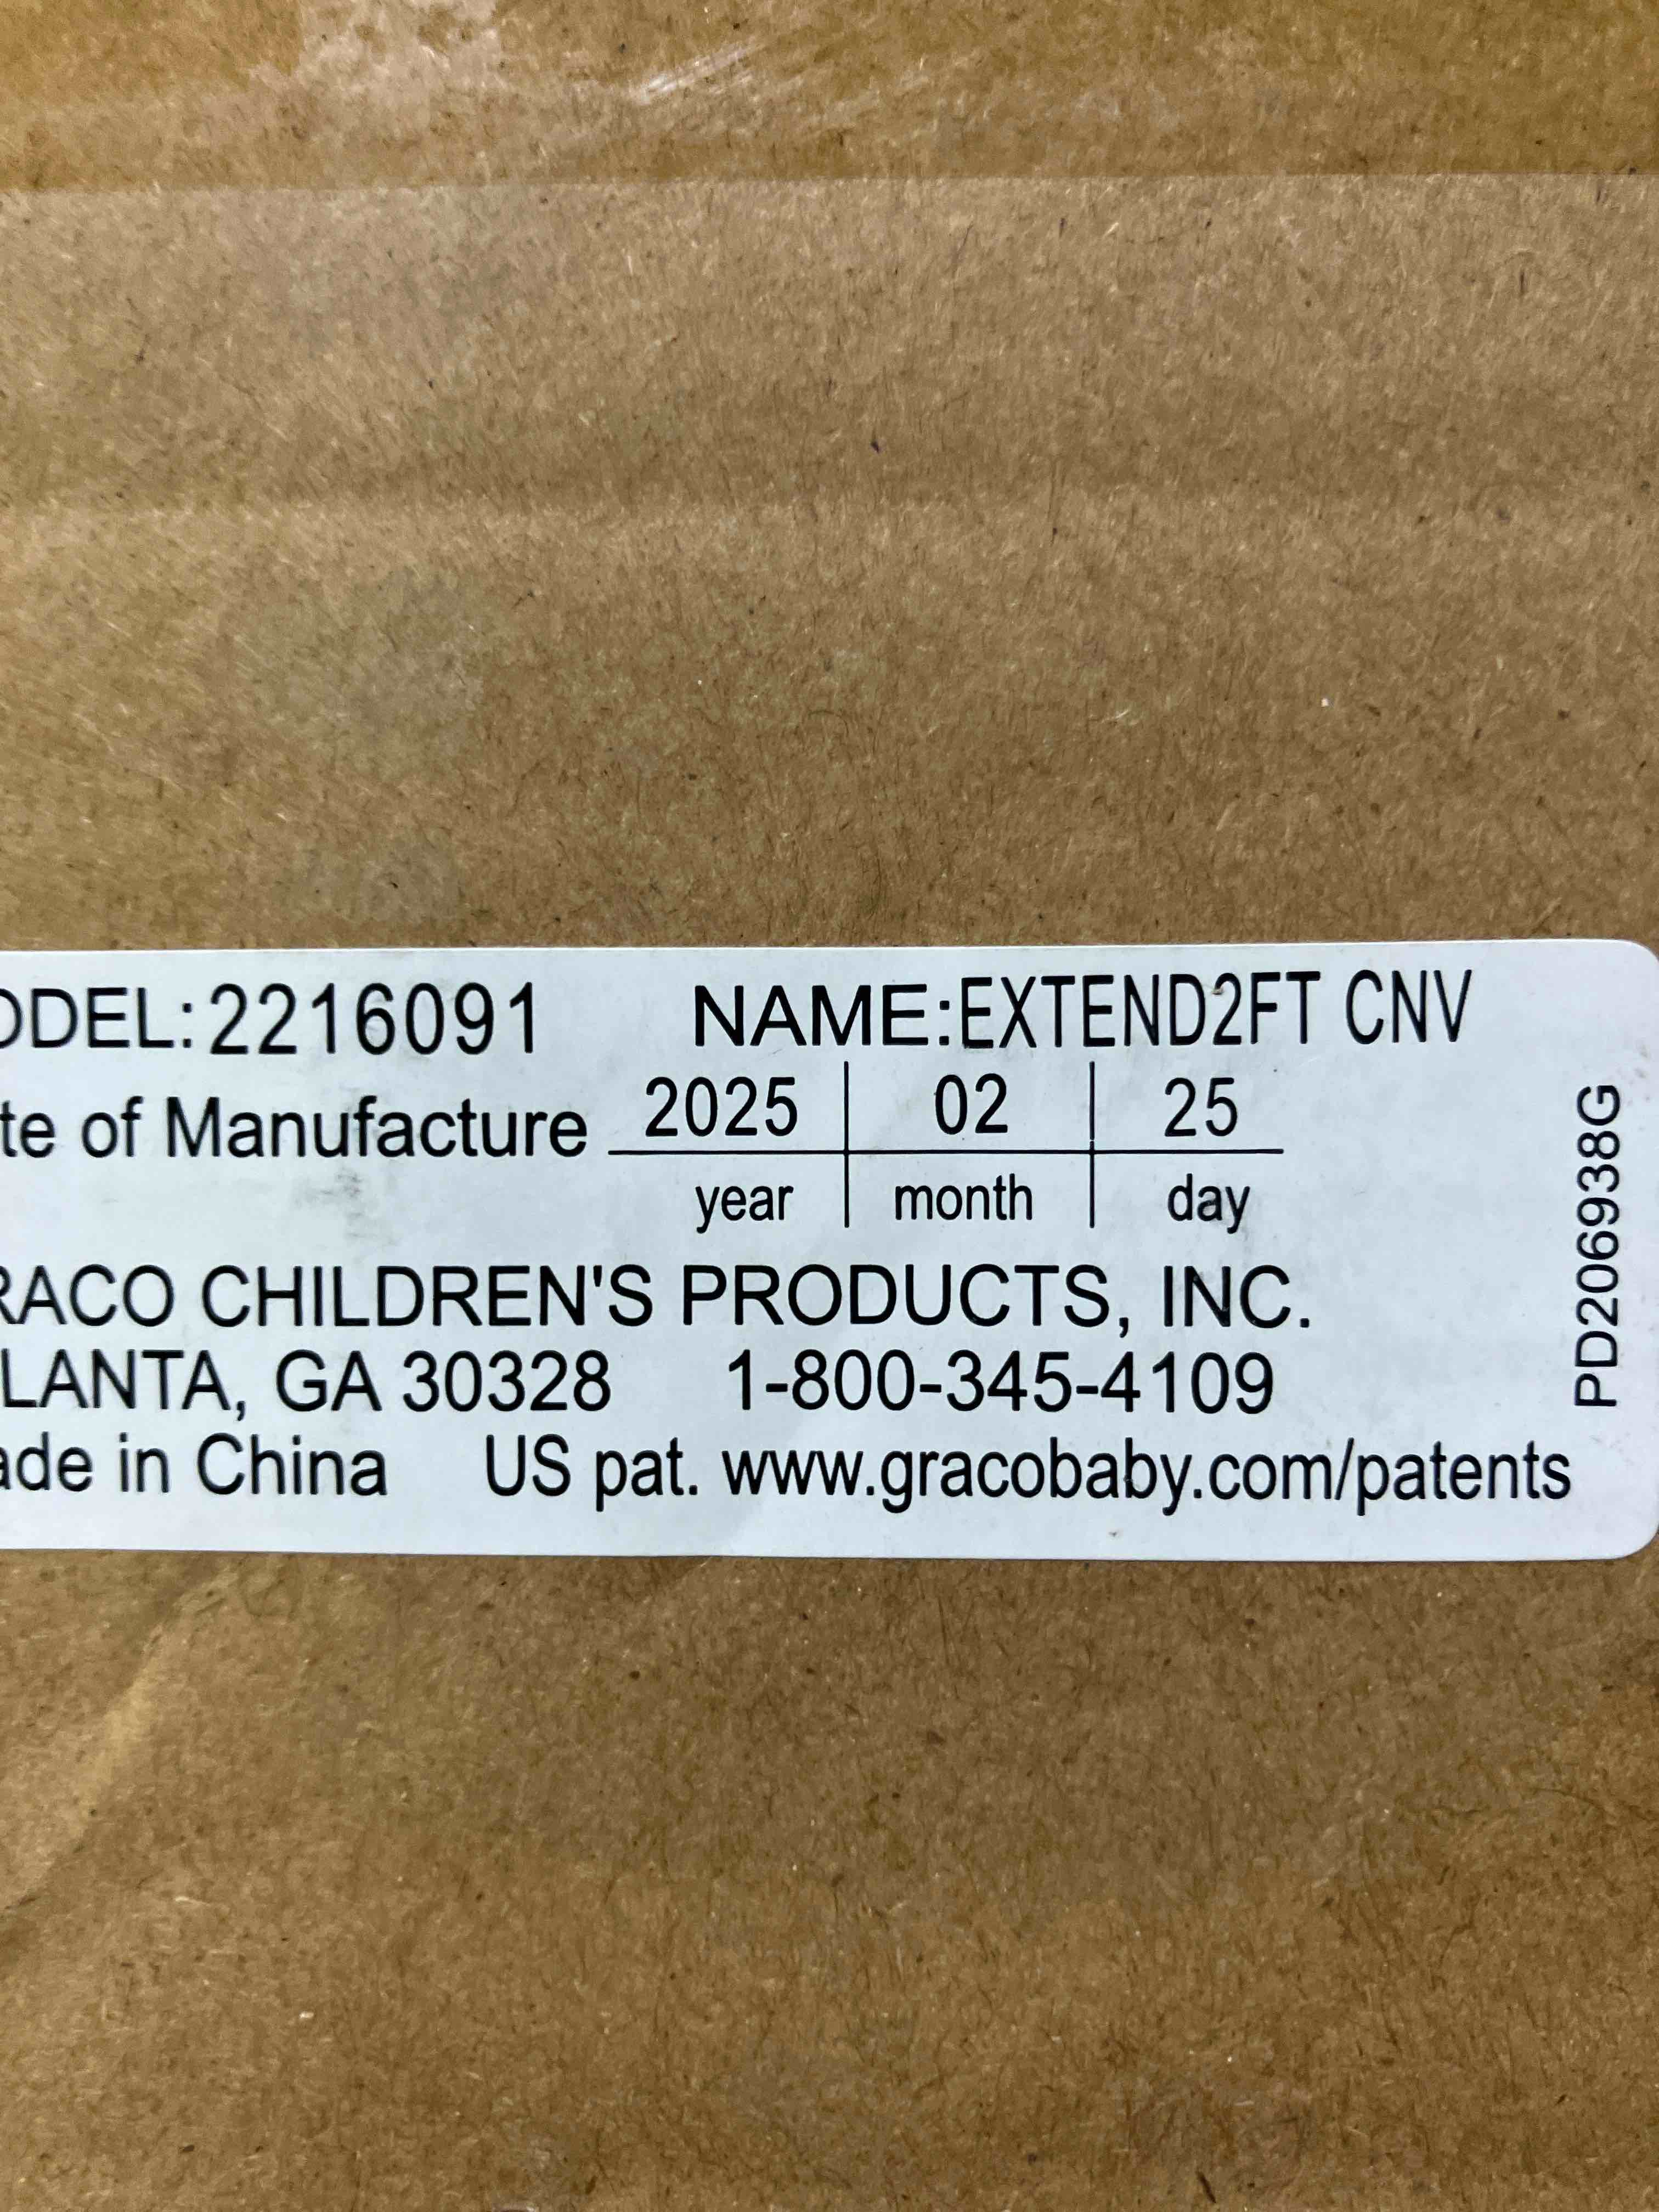 ODEL:2216091 NAME:EXTEND2FT CNV
te of Manufacture 2025 02 25
year month day
RACO CHILDREN'S PRODUCTS, INC.
LANTA, GA 30328 1-800-345-4109
ade in China US pat. www.gracobaby.com/patents
PD206938G